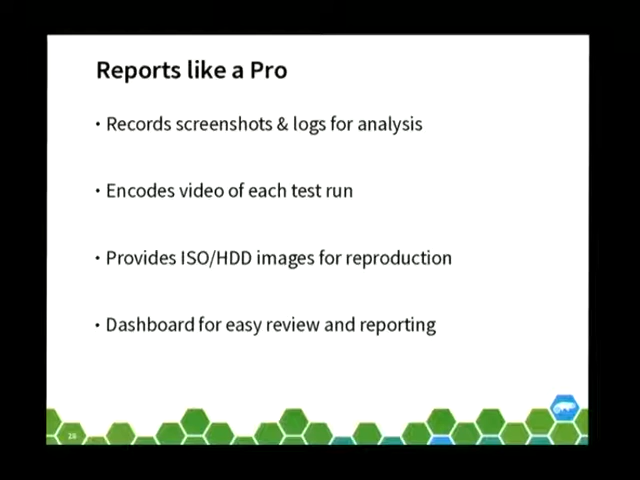 Reports like a Pro
• Records screenshots & logs for analysis
• Encodes video of each test run
• Provides ISO/HDD images for reproduction
• Dashboard for easy review and reporting